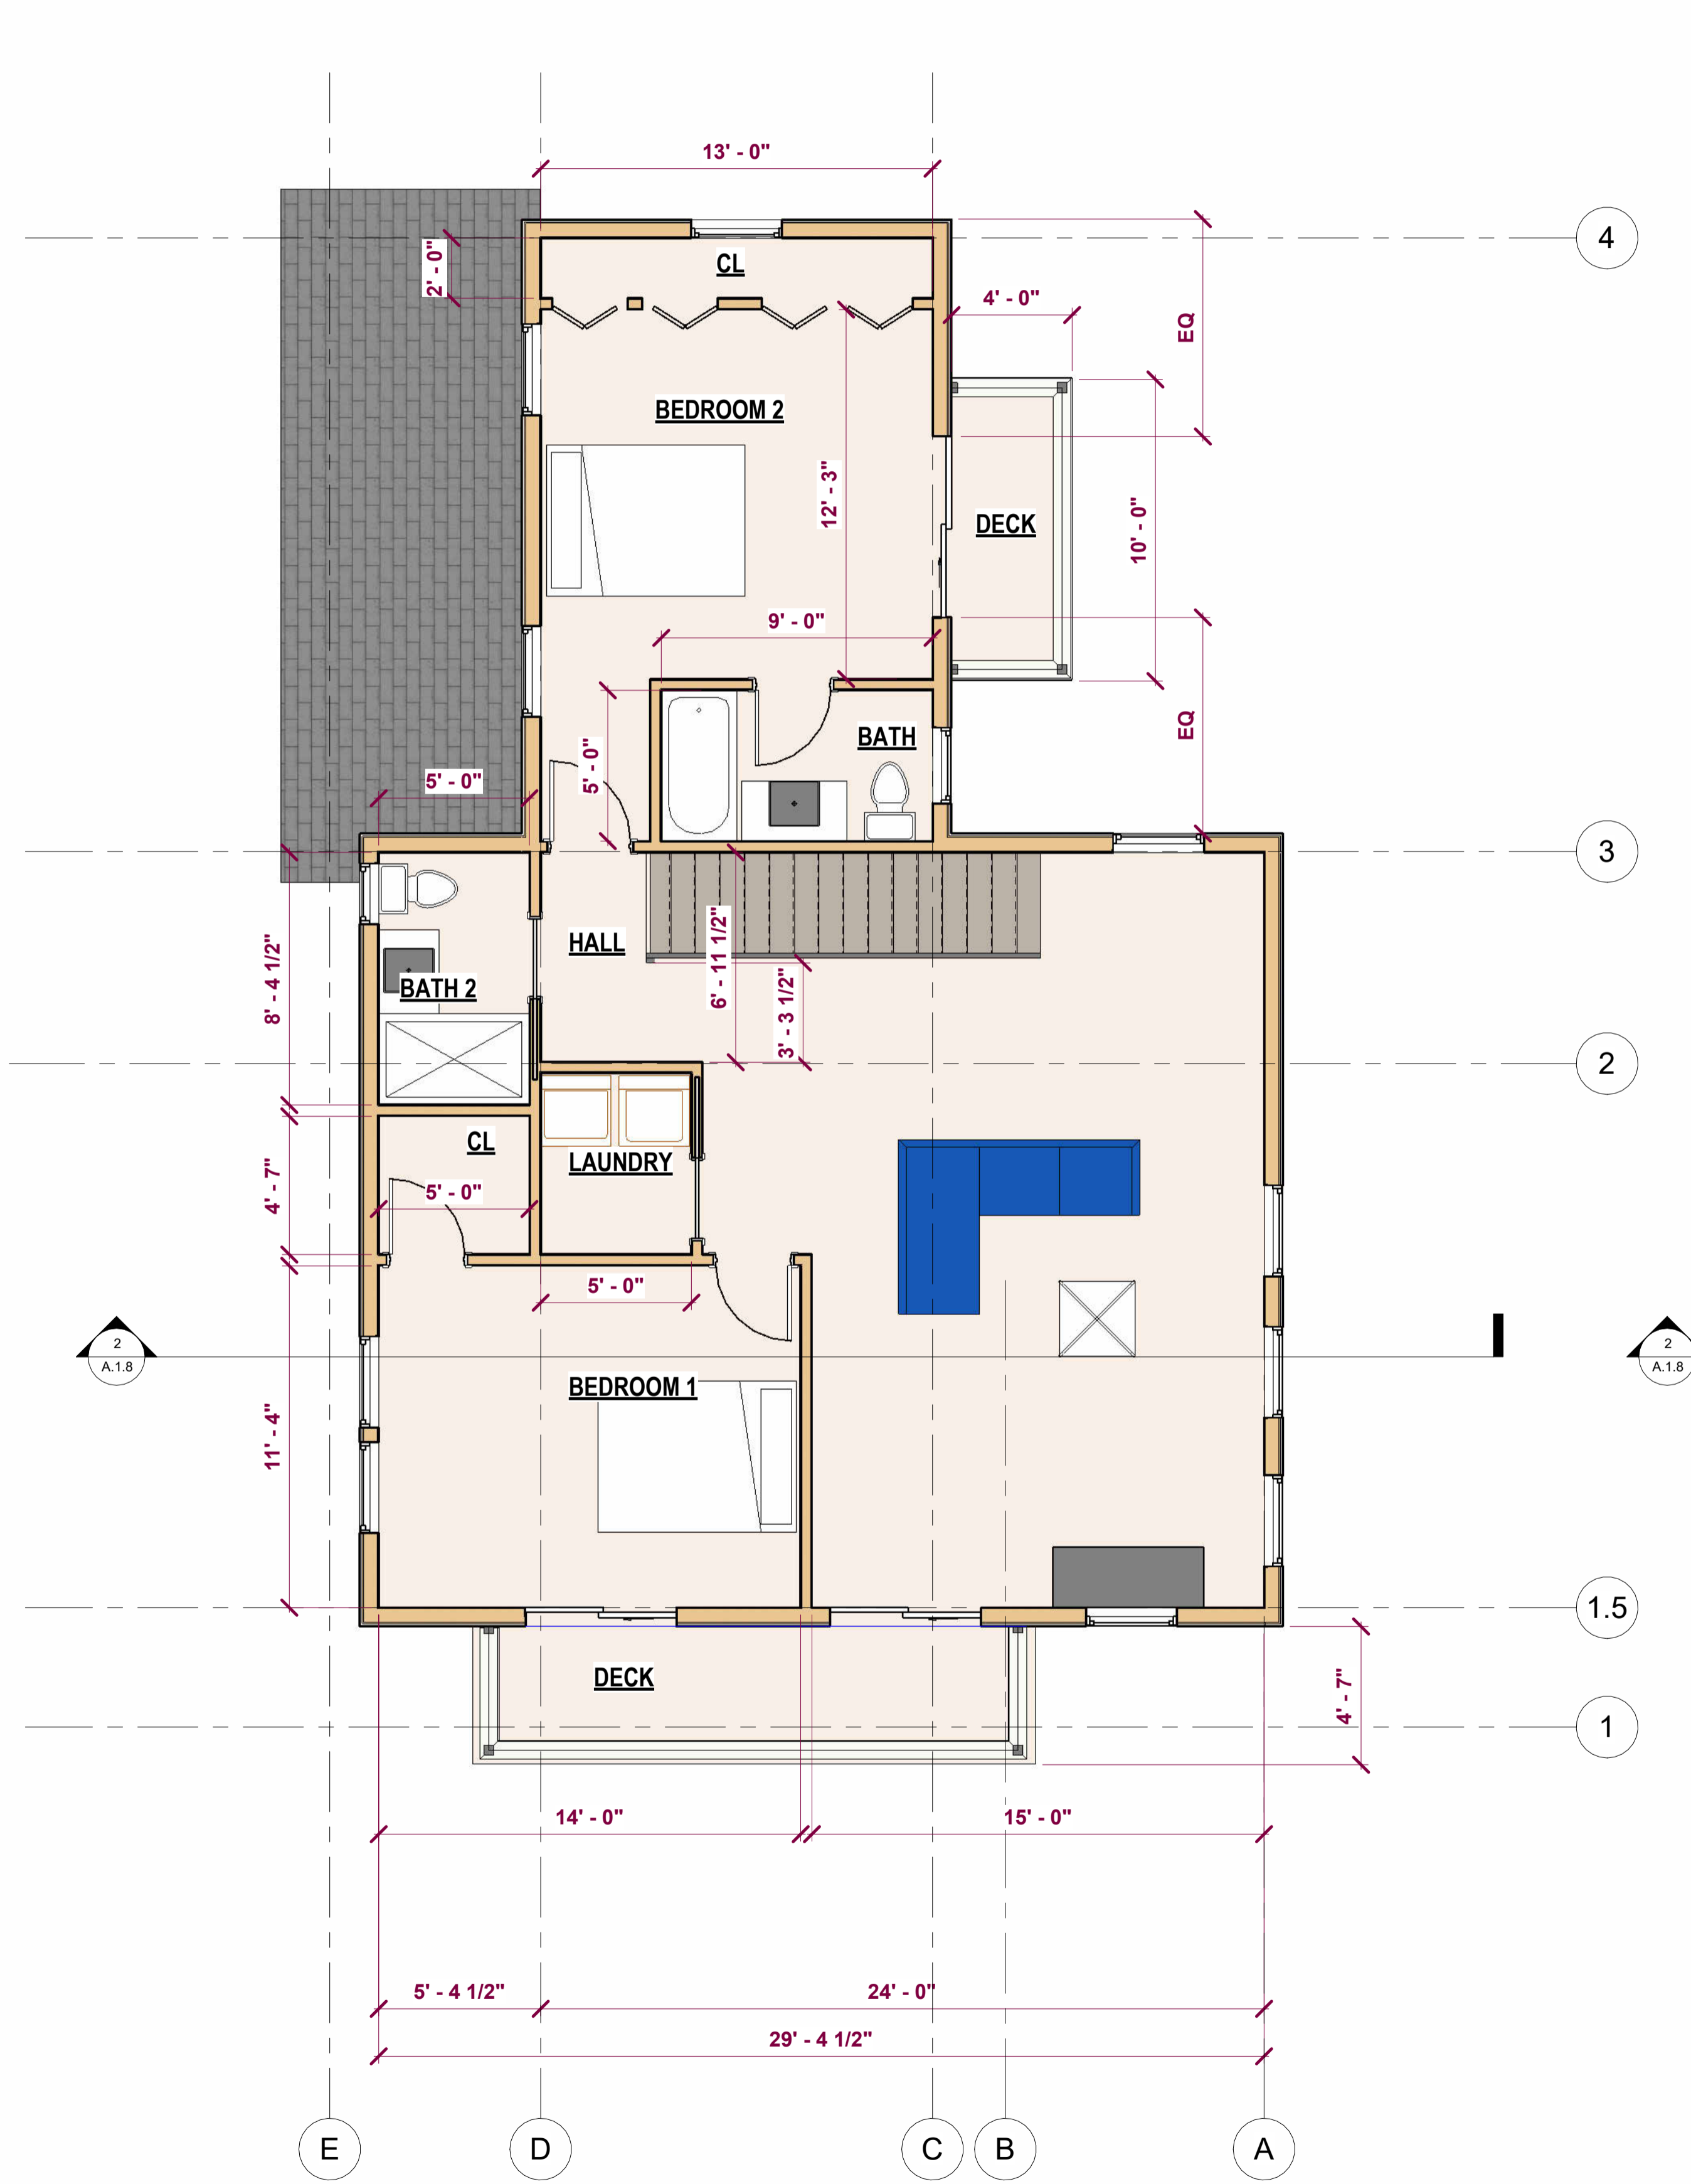 13' - 0"
4
2' - 0"
CL
4' - 0"
EQ
BEDROOM 2
12' - 3"
DECK
10' - 0"
9' - 0"
EQ
BATH
5' - 0"
5' - 0"
3
8' - 4 1/2"
HALL
6' - 11 1/2"
BATH 2
3' - 3 1/2"
2
CL
4' - 7"
LAUNDRY
5' - 0"
5' - 0"
2
A.1.8
2
A.1.8
BEDROOM 1
11' - 4"
1.5
DECK
4' - 7"
1
14' - 0"
15' - 0"
5' - 4 1/2"
24' - 0"
29' - 4 1/2"
E
D
C
B
A